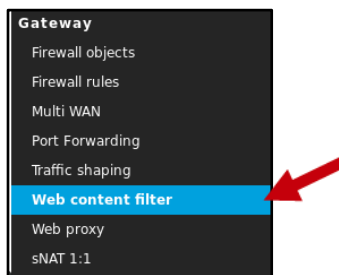 Gateway
Firewall objects
Firewall rules
Multi WAN
Port Forwarding
Traffic shaping
Web content filter
Web proxy
sNAT 1:1